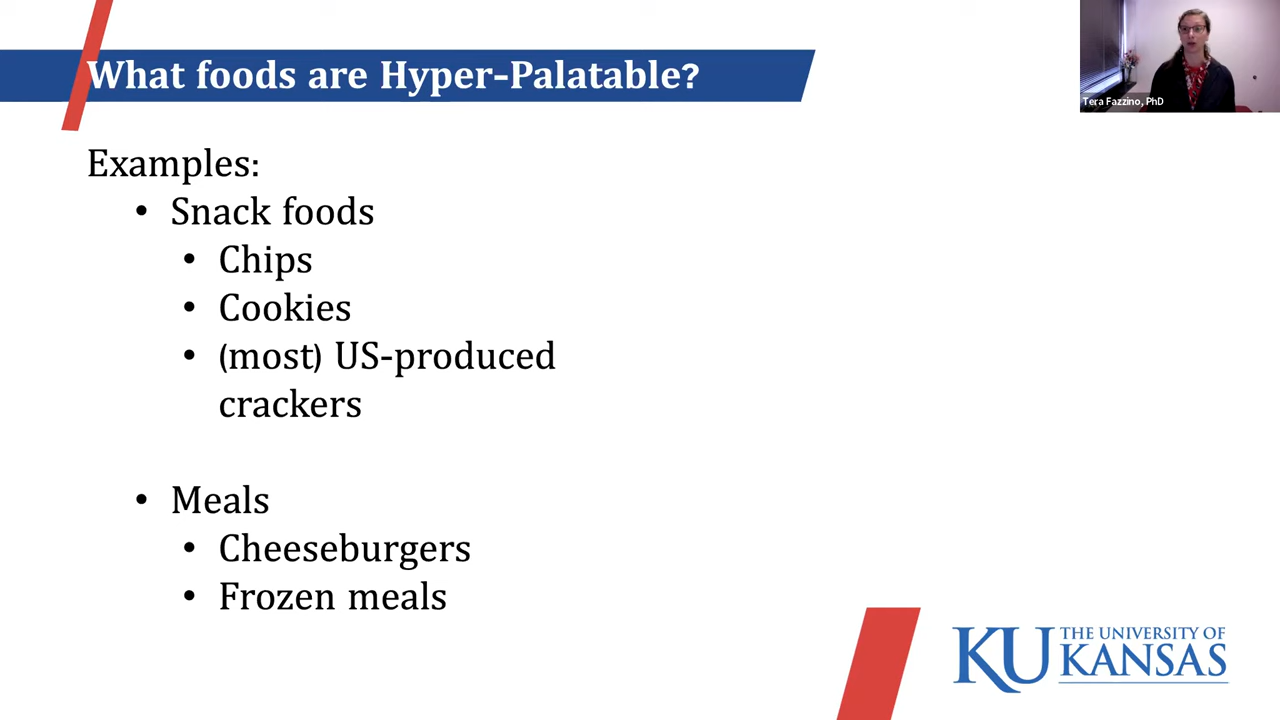 What foods are Hyper-Palatable?
Tera Fazzino, PhD
Examples:
• Snack foods
• Chips
• Cookies
• (most) US-produced
crackers
• Meals
• Cheeseburgers
• Frozen meals
KU THE UNIVERSITY OF
KANSAS